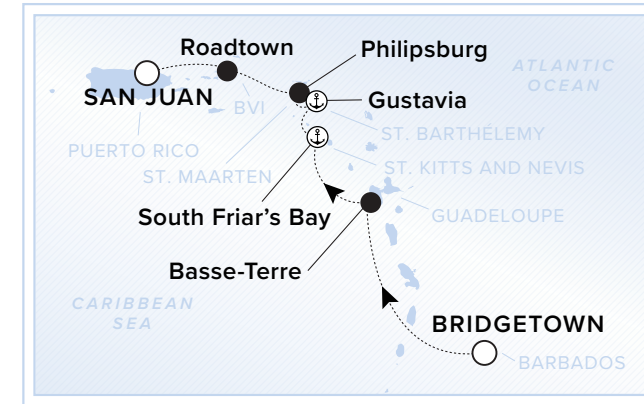 Roadtown
Philipsburg
ATLANTIC
OCEAN
SAN JUAN
BVI
Gustavia
PUERTO RICO
ST. BARTHÉLEMY
ST. MAARTEN
ST. KITTS AND NEVIS
South Friar's Bay
GUADELOUPE
Basse-Terre
CARIBBEAN
SEA
BRIDGETOWN
BARBADOS